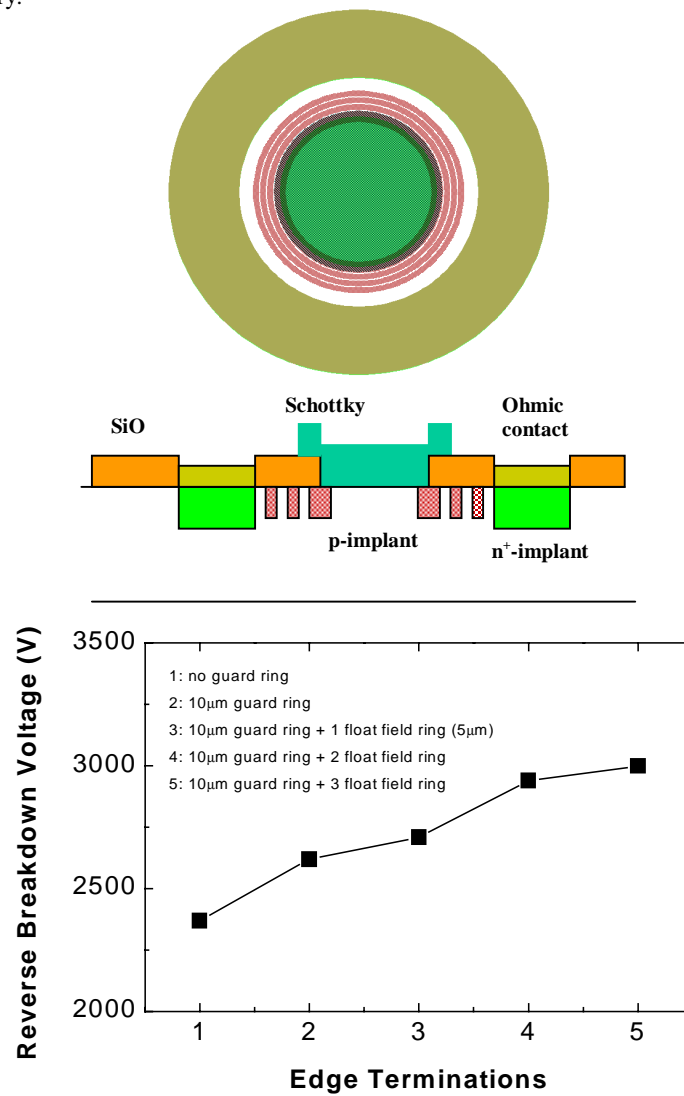 ry.
Schottky
Ohmic
contact
SiO
p-implant
n+-implant
Reverse Breakdown Voltage (V)
3500
3000
2500
2000
1: no guard ring
2: 10μm guard ring
3: 10μm guard ring + 1 float field ring (5μm)
4: 10μm guard ring + 2 float field ring
5: 10μm guard ring + 3 float field ring
1 2 3 4 5
Edge Terminations